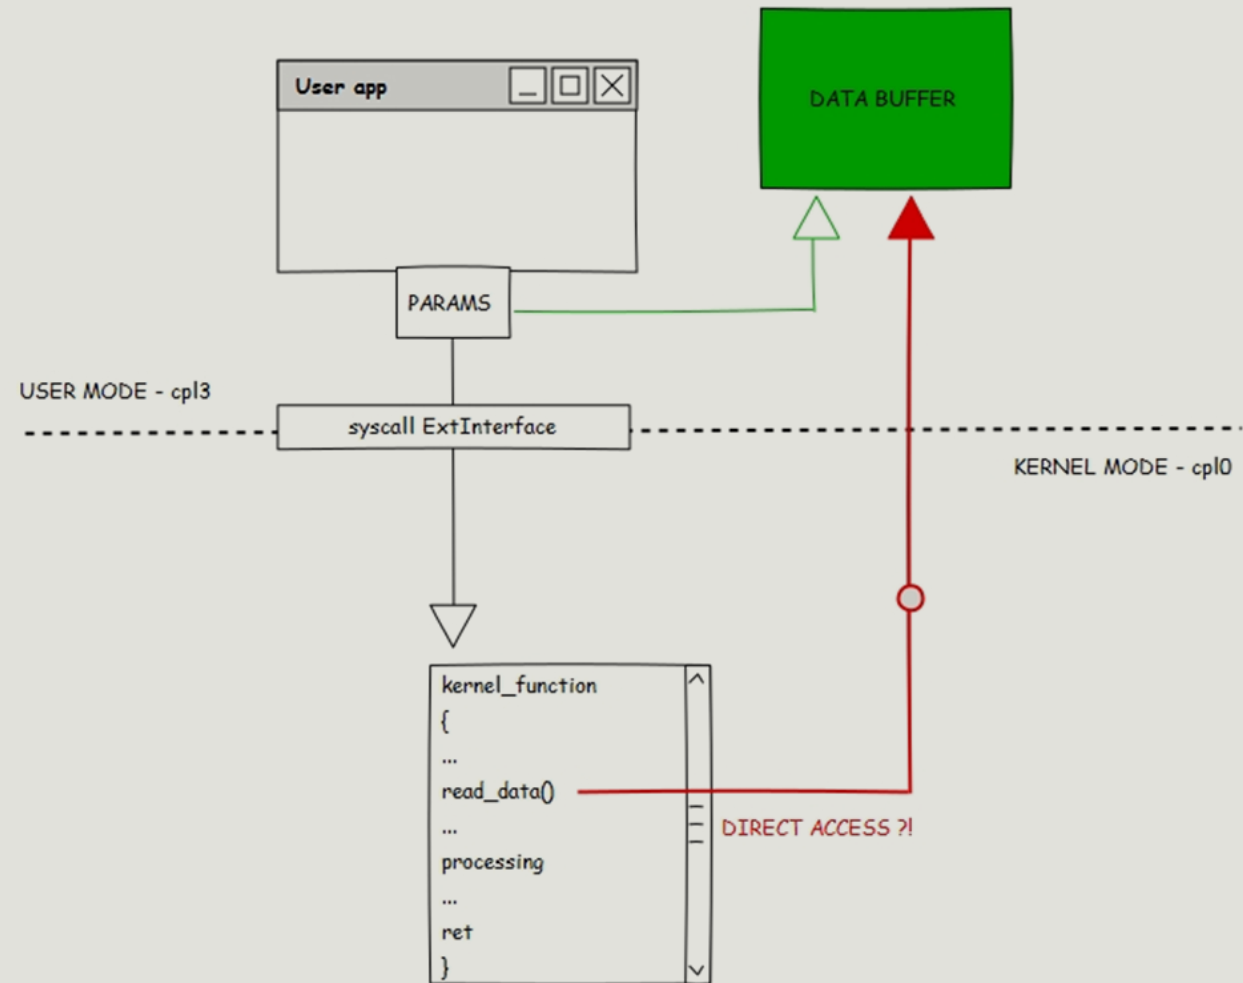 User app
DATA BUFFER
PARAMS
USER MODE - cpl3
syscall ExtInterface
KERNEL MODE - cpl0
kernel_function
{
...
read_data()
...
processing
...
ret
}
DIRECT ACCESS ?!